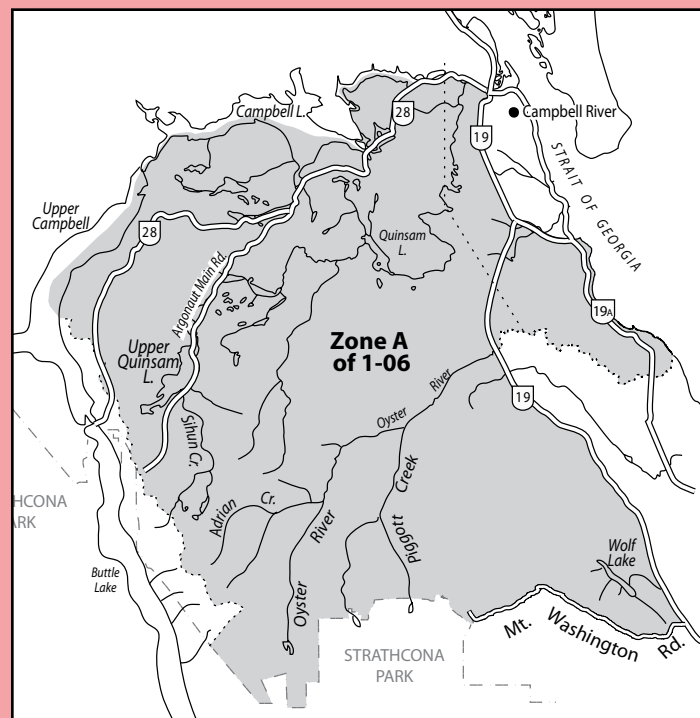 Campbell L.
28
19
Campbell River
STRAIT OF GEORGIA
Upper
Campbell
28
Quinsam
L.
Argonaut Main Rd.
19A
Zone A
of 1-06
Upper
Quinsam
L.
River
19
Oyster
Sihun Cr.
Creek
Adrian Cr.
River
Piggott
HCONA
ARK
Wolf
Lake
Buttle
Lake
Oyster
Mt. Washington Rd.
STRATHCONA
PARK